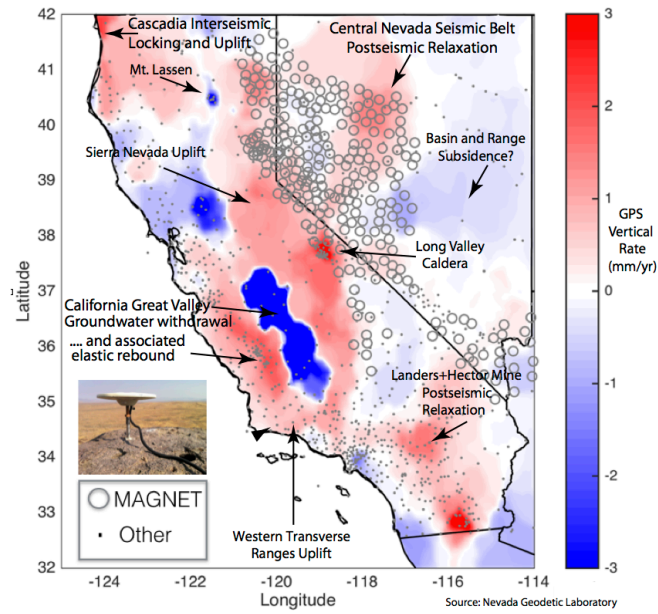 Cascadia Interseismic
Locking and Uplift
Central Nevada Seismic Belt
Postseismic Relaxation
Mt. Lassen
Sierra Nevada Uplift
Basin and Range
Subsidence?
Long Valley
Caldera
California Great Valley
Groundwater withdrawal
.... and associated
elastic rebound
Landers+Hector Mine
Postseismic
Relaxation
Western Transverse
Ranges Uplift
MAGNET
Other
42
41
40
39
38
37
36
35
34
33
32
Latitude
-124
-122
-120
-118
-116
-114
Longitude
3
2
1
0
-1
-2
-3
GPS
Vertical
Rate
(mm/yr)
Source: Nevada Geodetic Laboratory